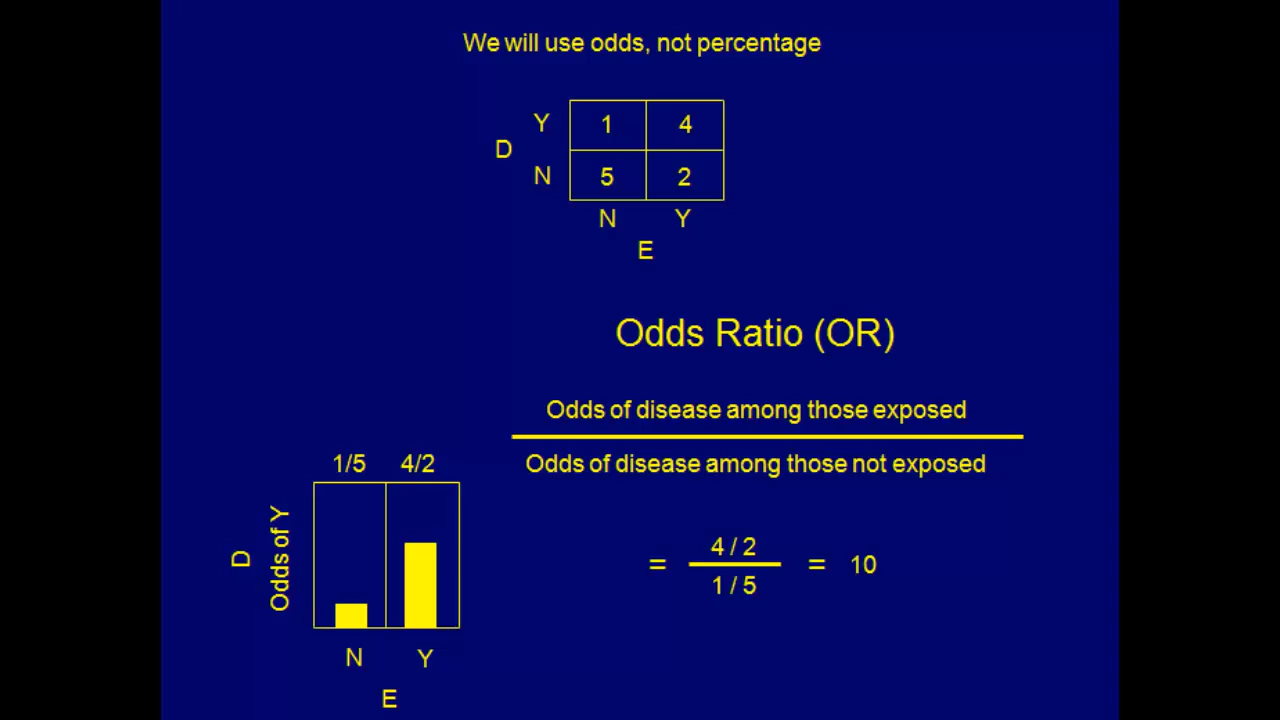 We will use odds, not percentage
Y 1 4
D
N 5 2
N Y
E
Odds Ratio (OR)
Odds of disease among those exposed
Odds of disease among those not exposed
1/5 4/2
D
Odds of Y
N Y
E
= 4 / 2 = 10
1 / 5